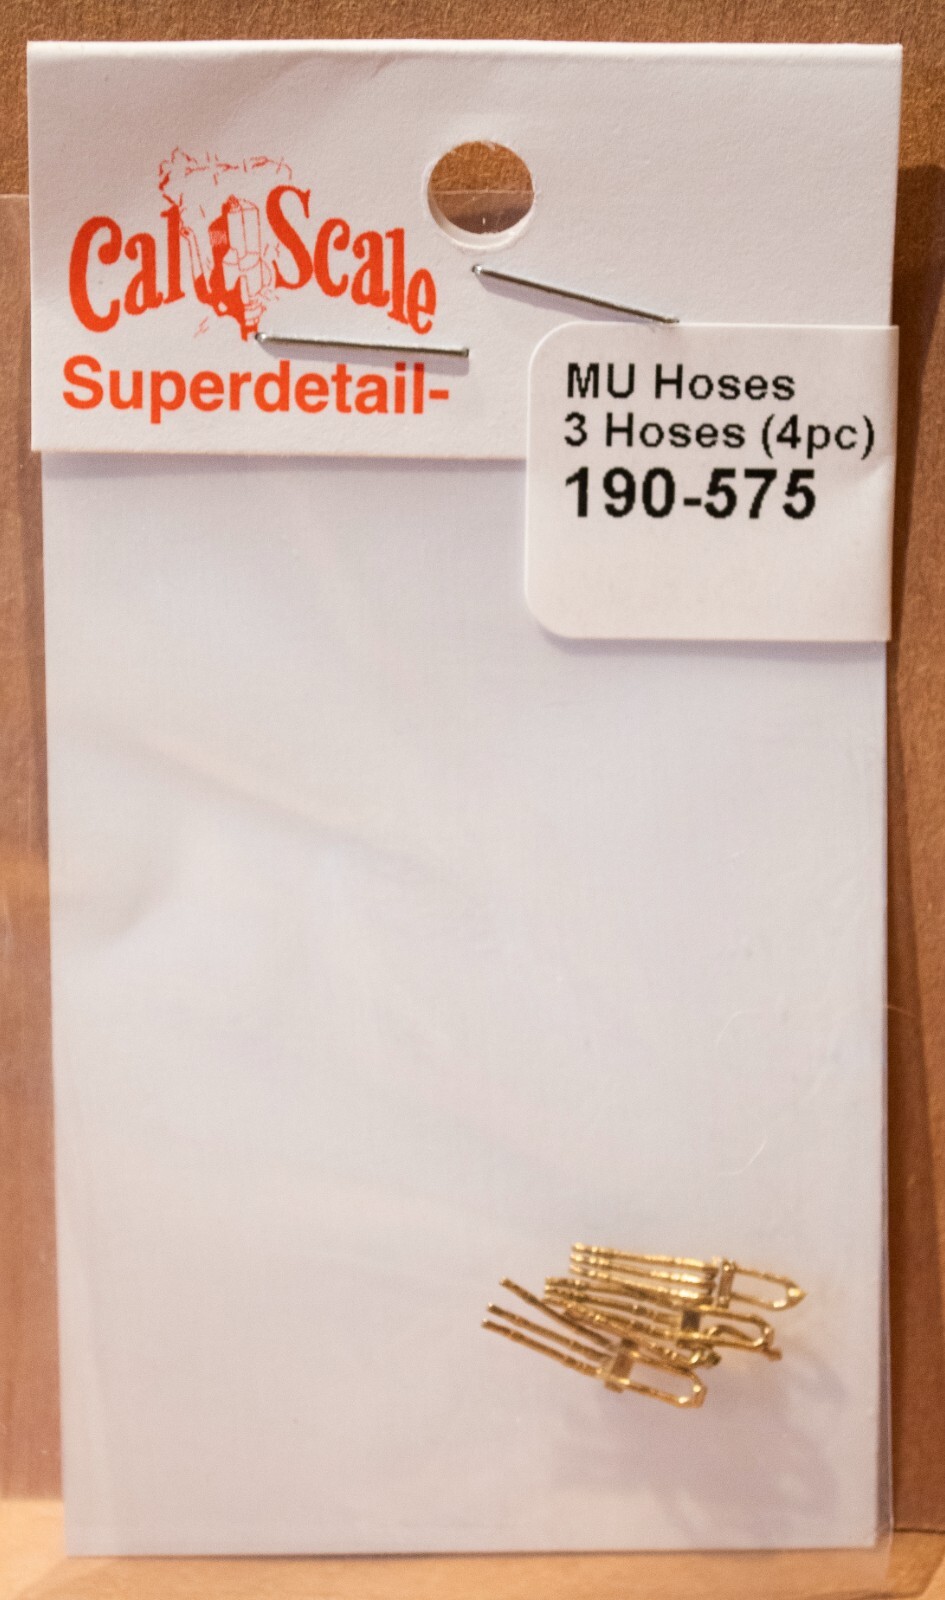 Cal Scale
Superdetail-
MU Hoses
3 Hoses (4pc)
190-575